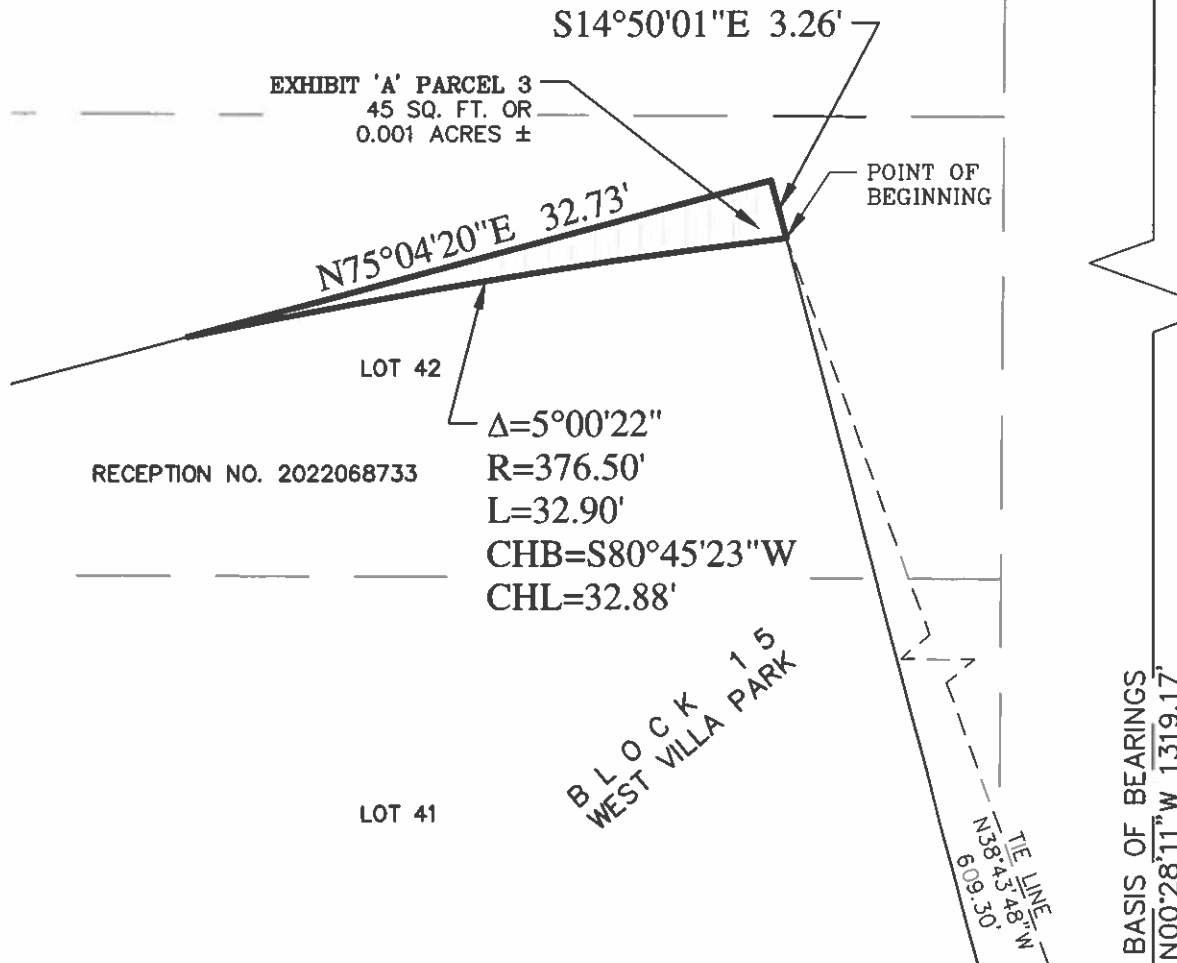 S14°50'01"E 3.26'
EXHIBIT 'A' PARCEL 3
45 SQ. FT. OR
0.001 ACRES ±
POINT OF
BEGINNING
N75°04'20"E 32.73'
LOT 42
Δ=5°00'22"
R=376.50'
L=32.90'
CHB=S80°45'23"W
CHL=32.88'
RECEPTION NO. 2022068733
BLOCK 15
WEST VILLA PARK
LOT 41
TIE LINE
N38°43'48"W
609.30'
BASIS OF BEARINGS
N00°28'11"W 1319.17'